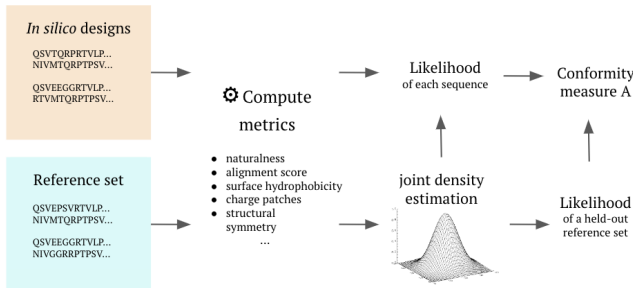 In silico designs
QSVTQRPRTVLP...
NIVMTQRPTPSV...
QSVEEGGRTVLP...
RTVMTQRPTPSV...
Reference set
QSVEPSVRTVLP...
NIVMTQRPTPSV...
QSVEEGGRTVLP...
NIVGGRRPTPSV...
Compute
metrics
● naturalness
● alignment score
● surface hydrophobicity
● charge patches
● structural
symmetry
...
Likelihood
of each sequence
joint density
estimation
Conformity
measure A
Likelihood
of a held-out
reference set